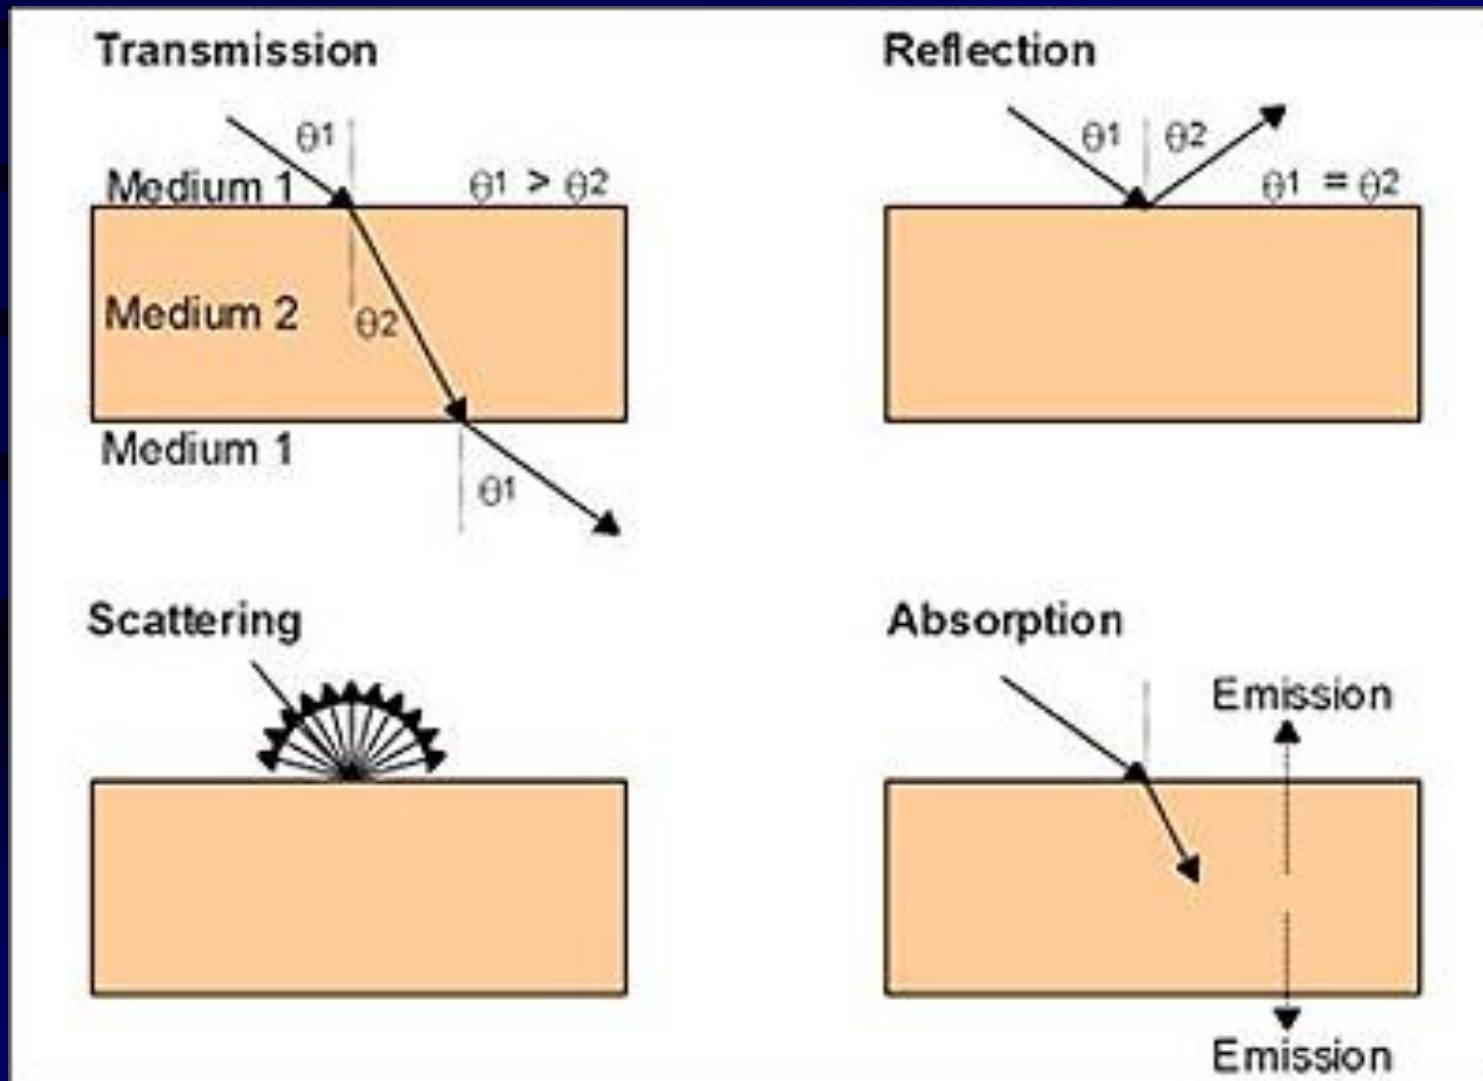 Transmission
θ1
Medium 1
θ1 > θ2
Medium 2
θ2
Medium 1
θ1
Reflection
θ1 θ2
θ1 = θ2
Scattering
Absorption
Emission
Emission